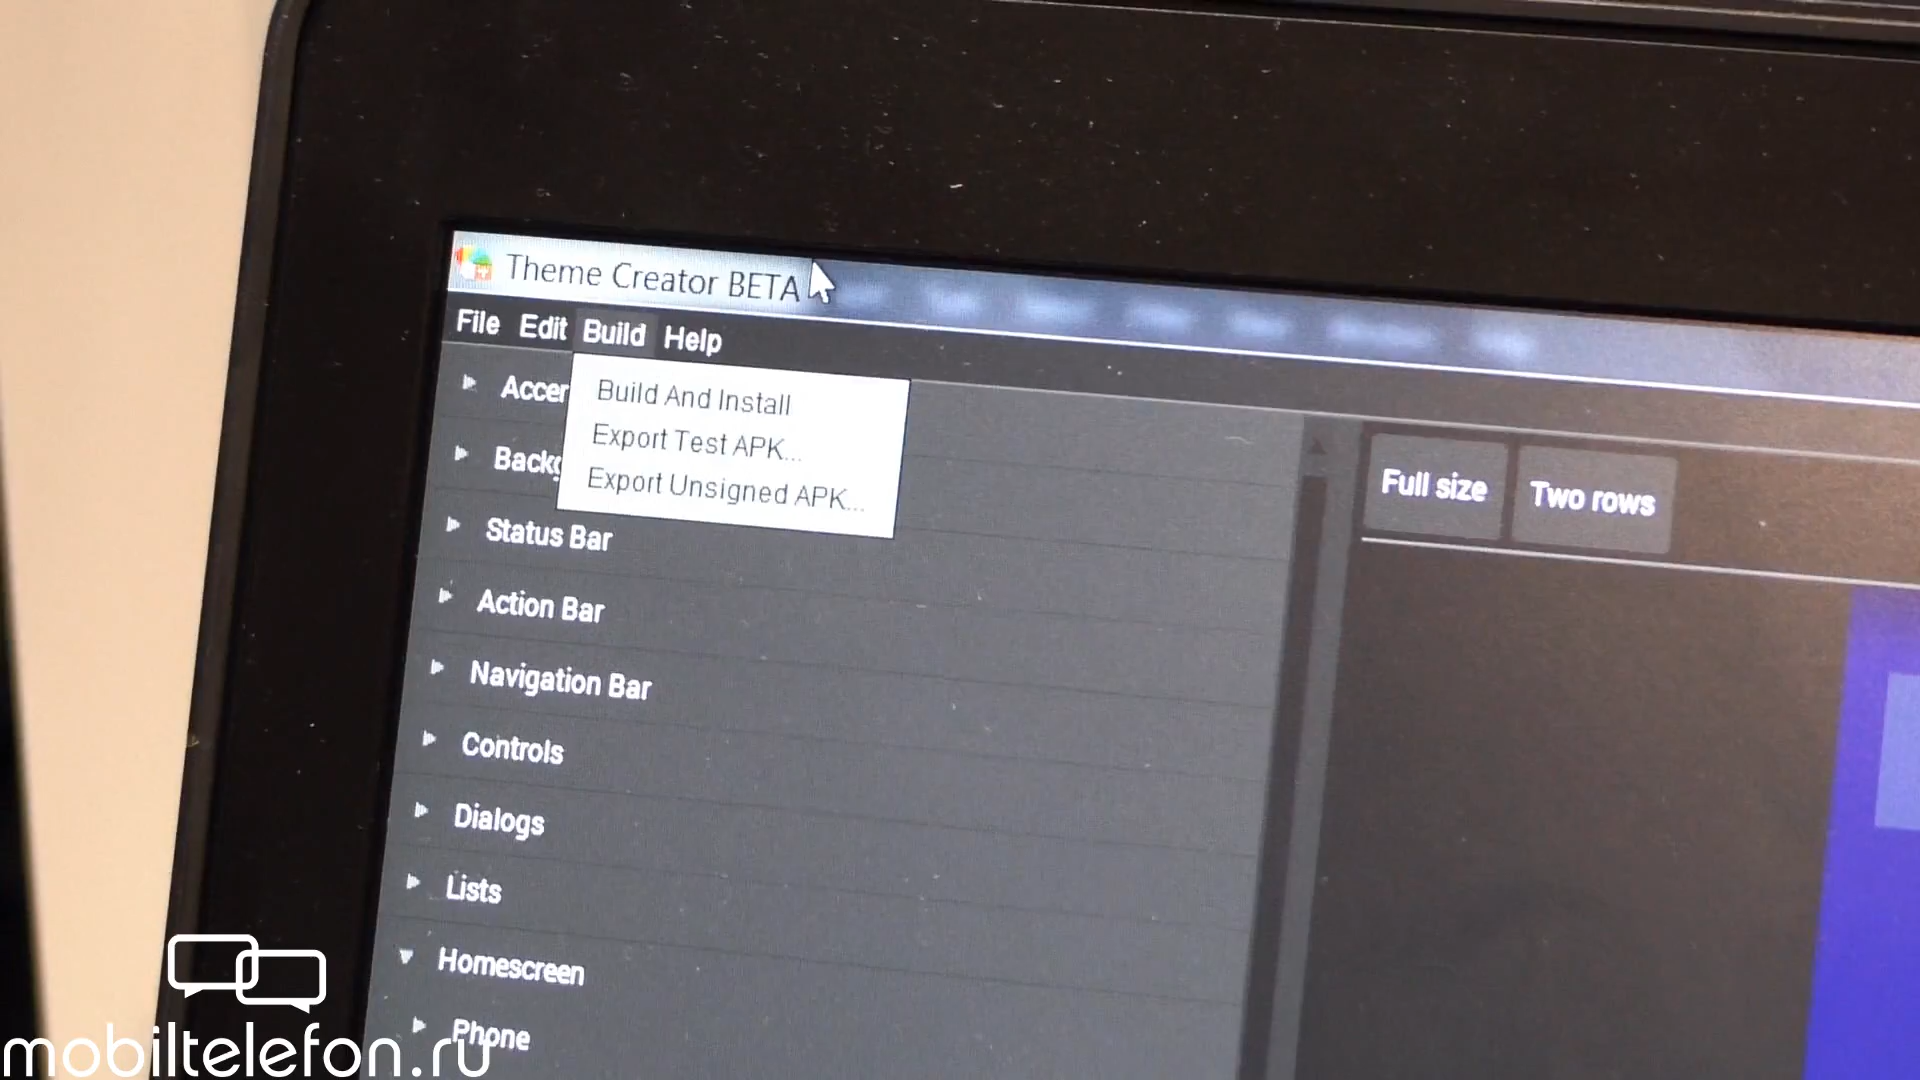 Theme Creator BETA
File Edit Build Help
Build And Install
Export Test APK...
Export Unsigned APK...
Full size
Two rows
Status Bar
Action Bar
Navigation Bar
Controls
Dialogs
Lists
Homescreen
Phone
mobiltelefon.ru